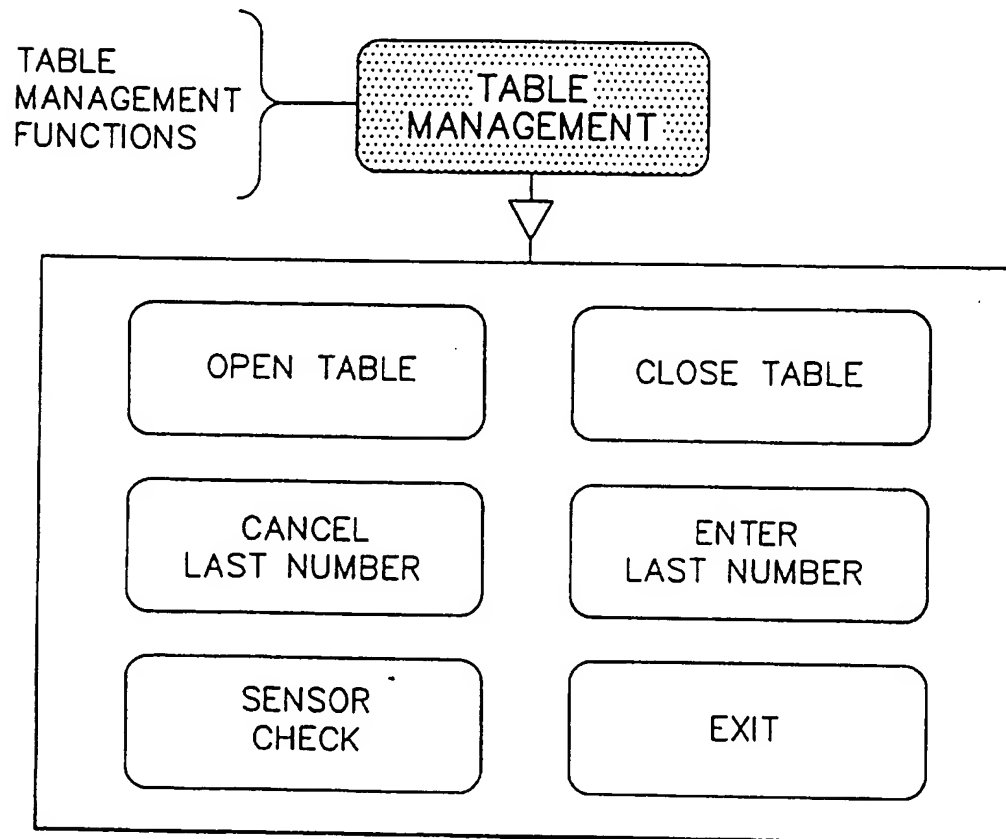 TABLE
MANAGEMENT
FUNCTIONS
TABLE
MANAGEMENT
OPEN TABLE
CLOSE TABLE
CANCEL
LAST NUMBER
ENTER
LAST NUMBER
SENSOR
CHECK
EXIT